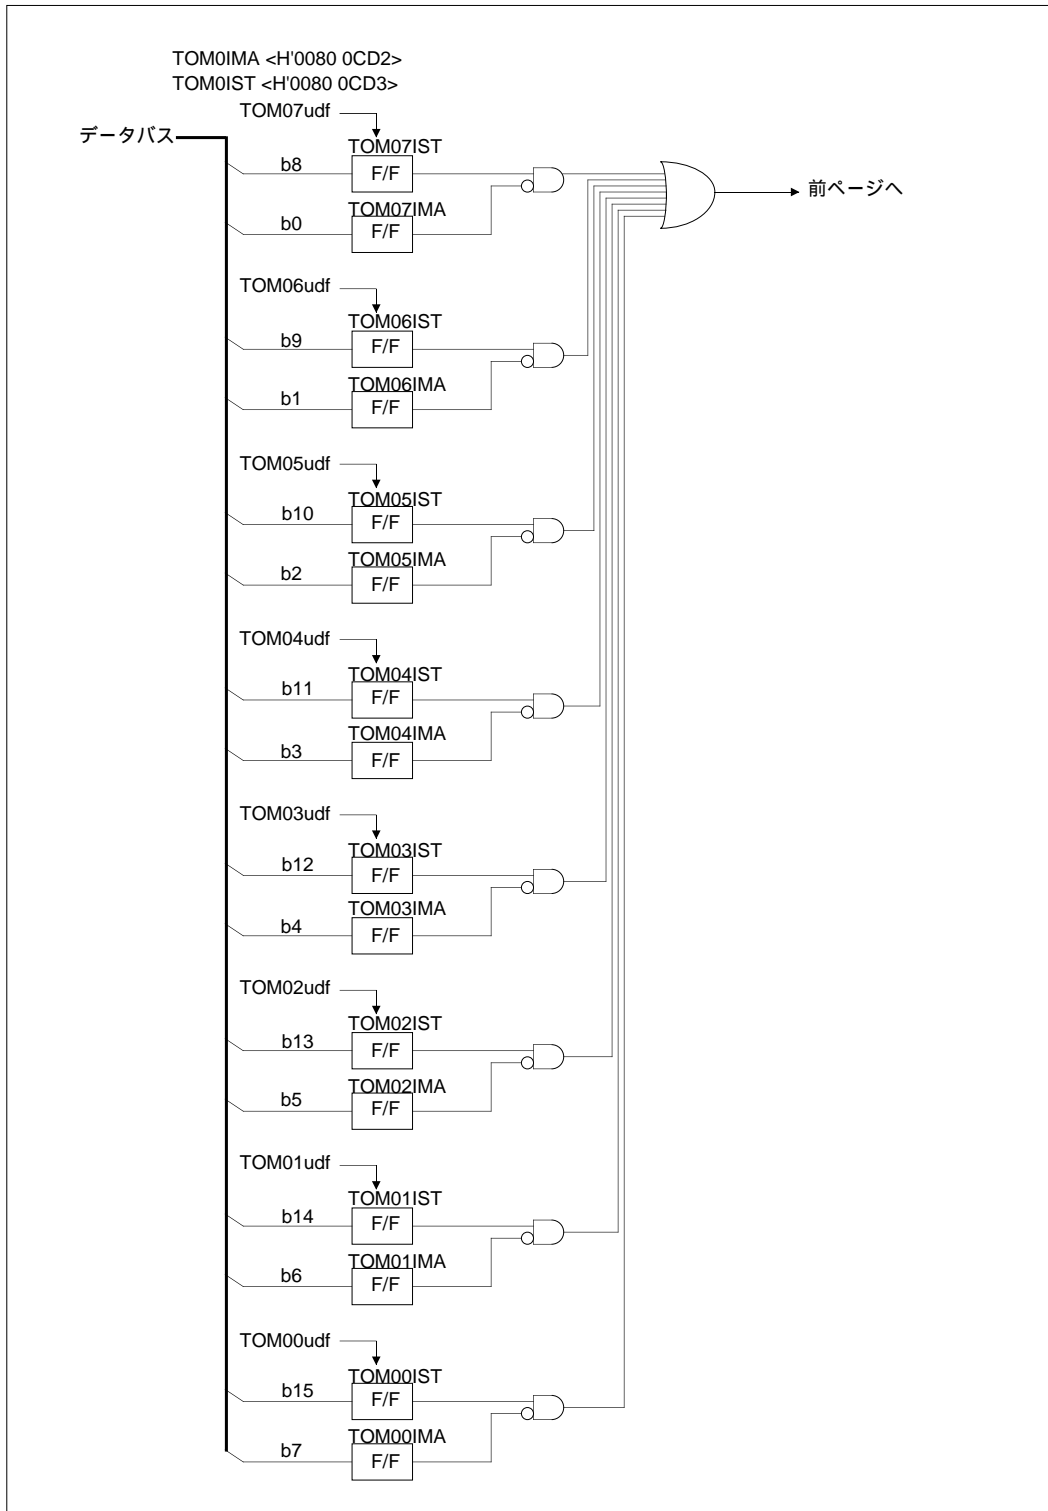 TOM0IMA <H'0080 0CD2>
TOM0IST <H'0080 0CD3>
TOM07udf
データバス
TOM07IST
b8
F/F
前ページへ
TOM07IMA
b0
F/F
TOM06udf
TOM06IST
b9
F/F
TOM06IMA
b1
F/F
TOM05udf
TOM05IST
b10
F/F
TOM05IMA
b2
F/F
TOM04udf
TOM04IST
b11
F/F
TOM04IMA
b3
F/F
TOM03udf
TOM03IST
b12
F/F
TOM03IMA
b4
F/F
TOM02udf
TOM02IST
b13
F/F
TOM02IMA
b5
F/F
TOM01udf
TOM01IST
b14
F/F
TOM01IMA
b6
F/F
TOM00udf
TOM00IST
b15
F/F
TOM00IMA
b7
F/F